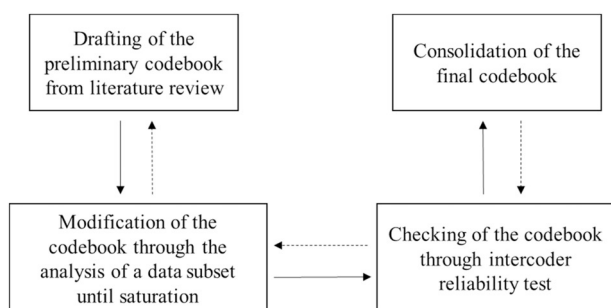 Drafting of the
preliminary codebook
from literature review
Consolidation of the
final codebook
Modification of the
codebook through the
analysis of a data subset
until saturation
Checking of the codebook
through intercoder
reliability test